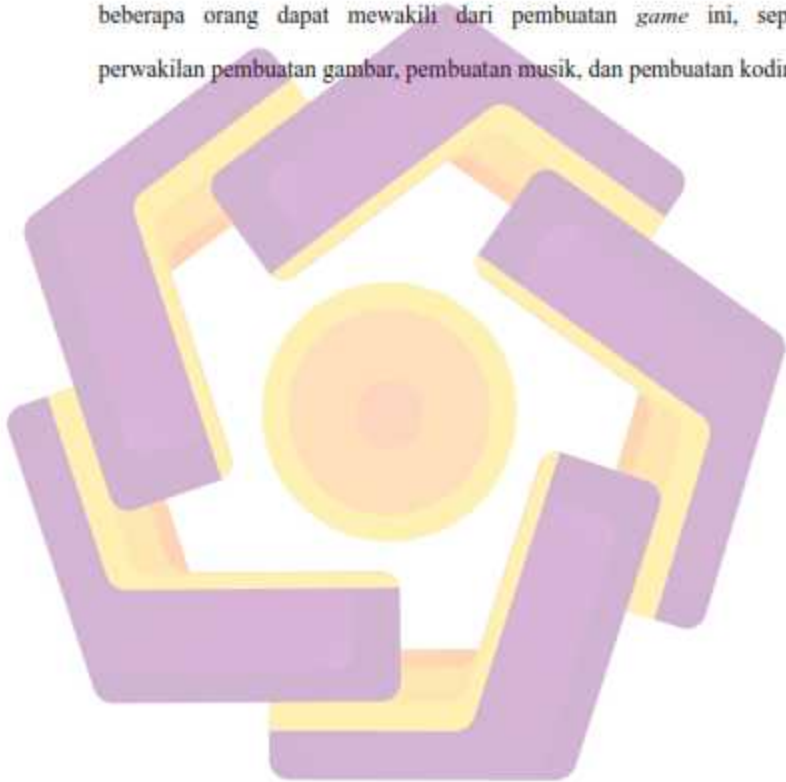 beberapa orang dapat mewakili dari pembuatan game ini,
perwakilan pembuatan gambar, pembuatan musik, dan pembuatan